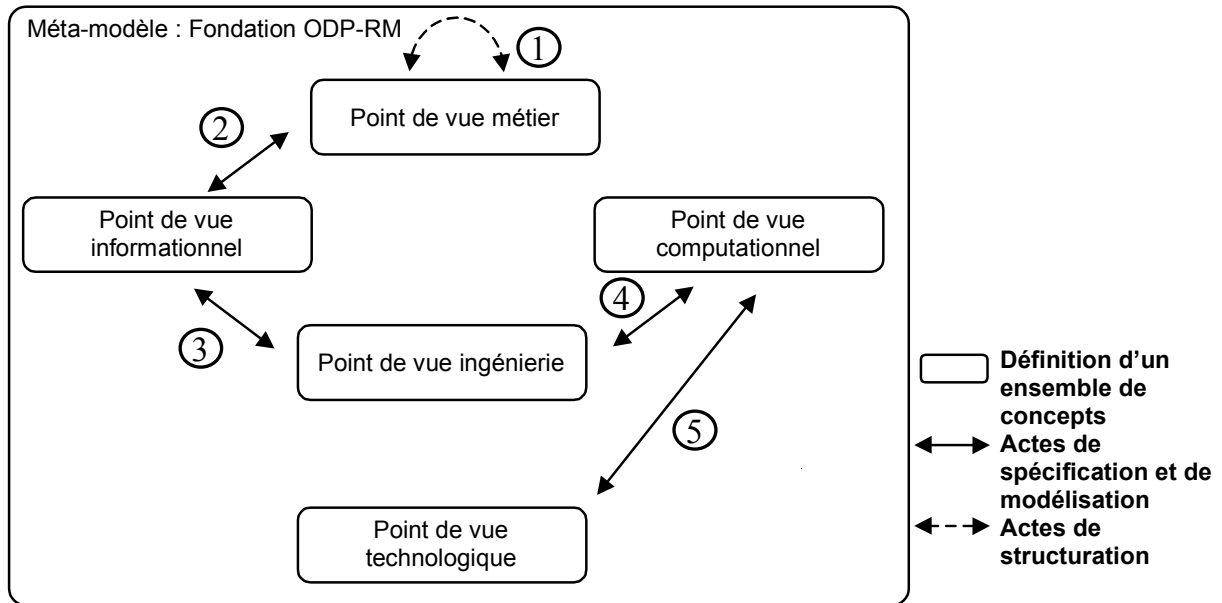 Méta-modèle : Fondation ODP-RM
1
Point de vue métier
2
Point de vue
informationnel
Point de vue
computationnel
3
4
Point de vue ingénierie
5
Point de vue
technologique
Définition d'un
ensemble de
concepts
Actes de
spécification et de
modélisation
Actes de
structuration